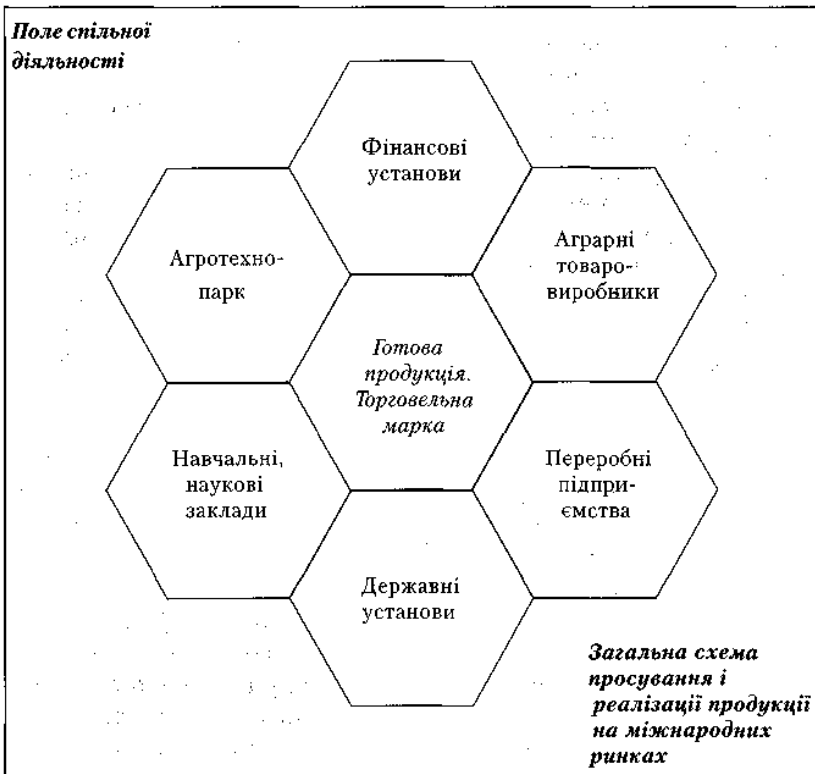 Поле спільної
діяльності
Фінансові
установи
Агротехно-
парк
Аграрні
товаро-
виробники
Готова
продукція.
Торговельна
марка
Навчальні,
наукові
заклади
Переробні
підпри-
ємства
Державні
установи
Загальна схема
просування і
реалізації продукції
на міжнародних
ринках